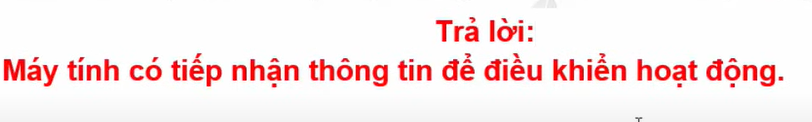 Trả lời:
Máy tính có tiếp nhận thông tin để điều khiển hoạt động.